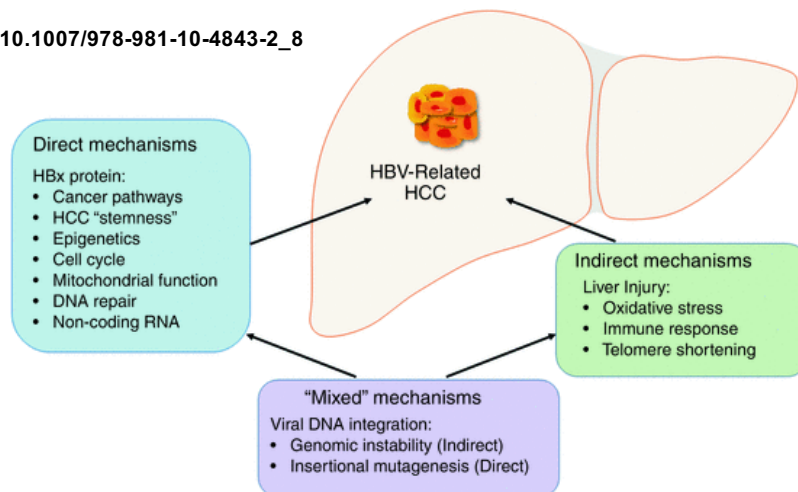 10.1007/978-981-10-4843-2_8
HBV-Related
HCC
Direct mechanisms
HBx protein:
• Cancer pathways
• HCC “stemness”
• Epigenetics
• Cell cycle
• Mitochondrial function
• DNA repair
• Non-coding RNA
Indirect mechanisms
Liver Injury:
• Oxidative stress
• Immune response
• Telomere shortening
“Mixed” mechanisms
Viral DNA integration:
• Genomic instability (Indirect)
• Insertional mutagenesis (Direct)